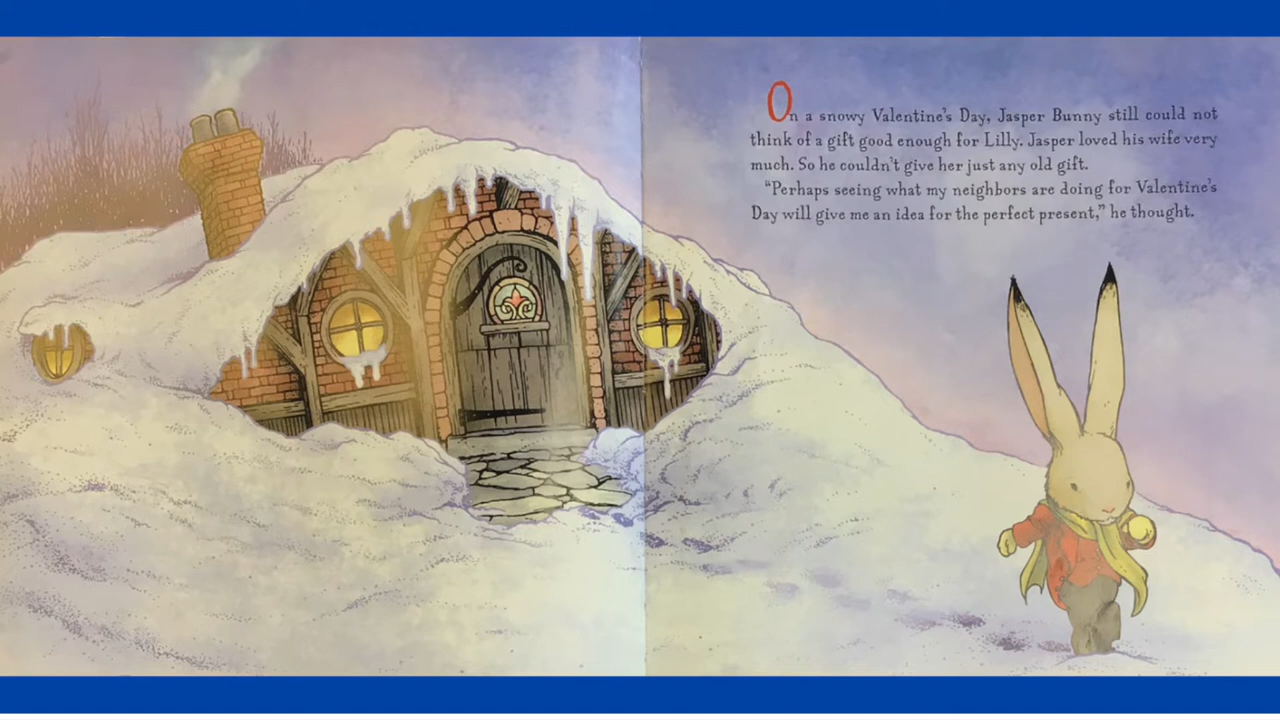 On a snowy Valentine's Day, Jasper Bunny still could not
think of a gift good enough for Lilly. Jasper loved his wife very
much. So he couldn't give her just any old gift.
"Perhaps seeing what my neighbors are doing for Valentine's
Day will give me an idea for the perfect present," he thought.